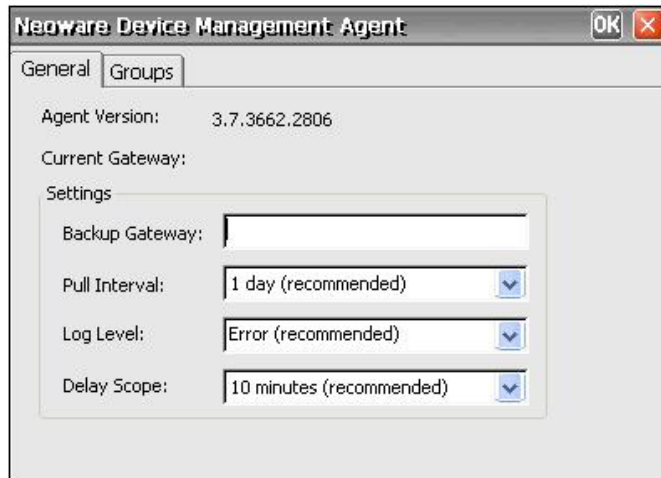 Neoware Device Management Agent OK
General Groups
Agent Version: 3.7.3662.2806
Current Gateway:
Settings
Backup Gateway:
Pull Interval: 1 day (recommended)
Log Level: Error (recommended)
Delay Scope: 10 minutes (recommended)